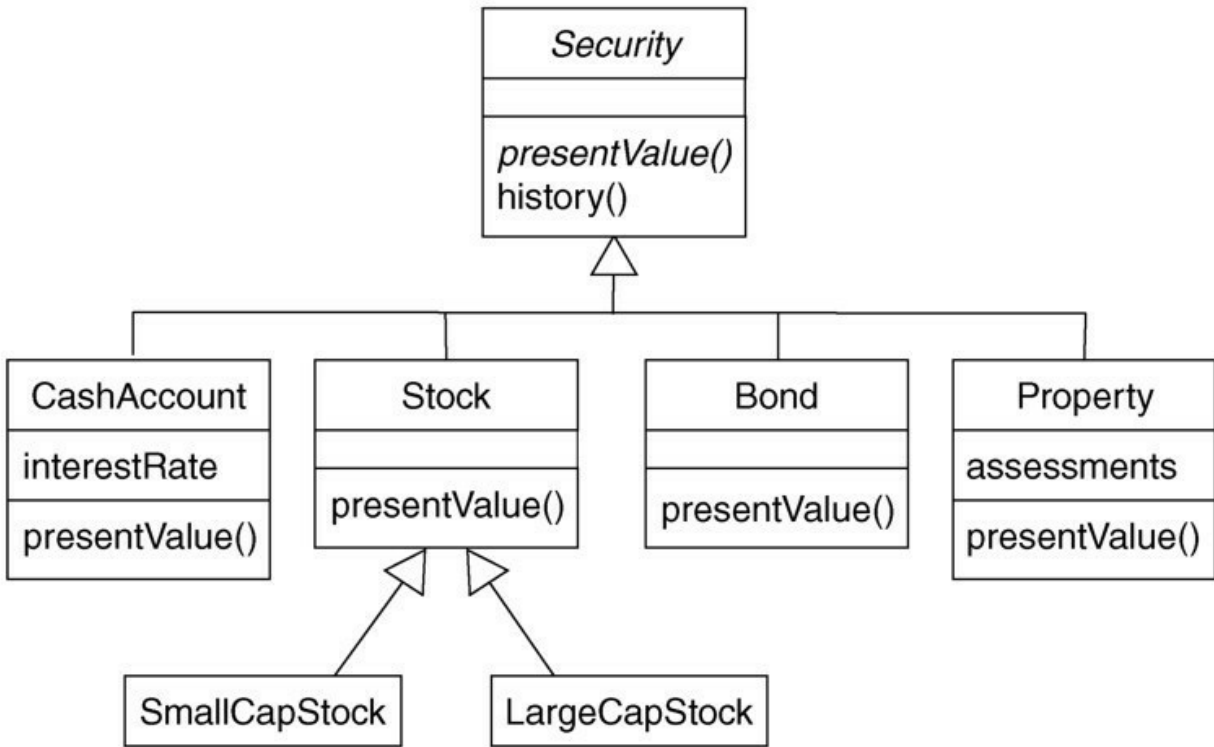 Security
presentValue()
history()
CashAccount
interestRate
presentValue()
Stock
presentValue()
Bond
presentValue()
Property
assessments
presentValue()
SmallCapStock
LargeCapStock